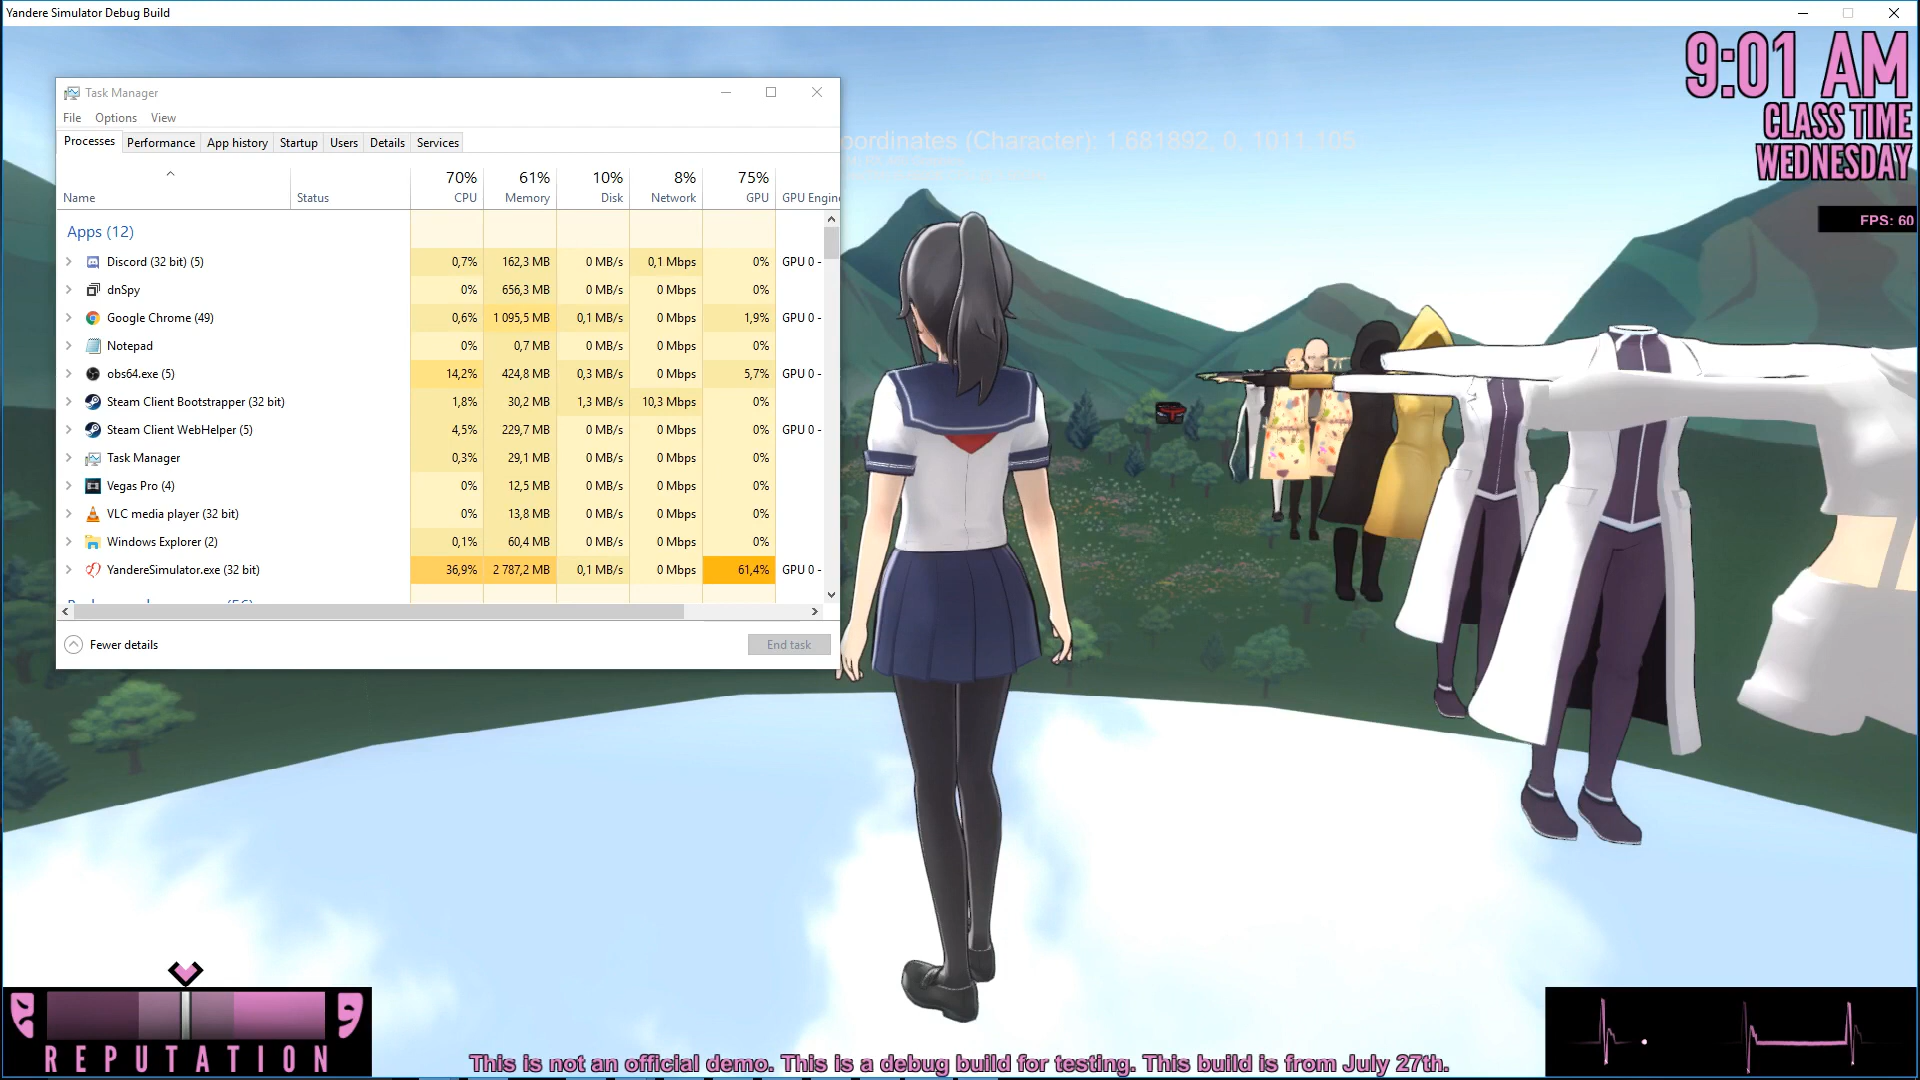 Yandere Simulator Debug Build
9:01 AM
CLASS TIME
WEDNESDAY
FPS: 60
Task Manager
File Options View
Processes Performance App history Startup Users Details Services
70% 61% 10% 8% 75%
Name Status CPU Memory Disk Network GPU GPU Engin
Apps (12)
Discord (32 bit) (5) 0,7% 162,3 MB 0 MB/s 0,1 Mbps 0% GPU 0 -
dnSpy 0% 656,3 MB 0 MB/s 0 Mbps 0%
Google Chrome (49) 0,6% 1 095,5 MB 0,1 MB/s 0 Mbps 1,9% GPU 0 -
Notepad 0% 0,7 MB 0 MB/s 0 Mbps 0%
obs64.exe (5) 14,2% 424,8 MB 0,3 MB/s 0 Mbps 5,7% GPU 0 -
Steam Client Bootstrapper (32 bit) 1,8% 30,2 MB 1,3 MB/s 10,3 Mbps 0%
Steam Client WebHelper (5) 4,5% 229,7 MB 0 MB/s 0 Mbps 0% GPU 0 -
Task Manager 0,3% 29,1 MB 0 MB/s 0 Mbps 0%
Vegas Pro (4) 0% 12,5 MB 0 MB/s 0 Mbps 0%
VLC media player (32 bit) 0% 13,8 MB 0 MB/s 0 Mbps 0%
Windows Explorer (2) 0,1% 60,4 MB 0 MB/s 0 Mbps 0%
YandereSimulator.exe (32 bit) 36,9% 2 787,2 MB 0,1 MB/s 0 Mbps 61,4% GPU 0 -
Fewer details End task
oordinates (Character): 1.681892, 0, 1011.105
REPUTATION
This is not an official demo. This is a debug build for testing. This build is from July 27th.